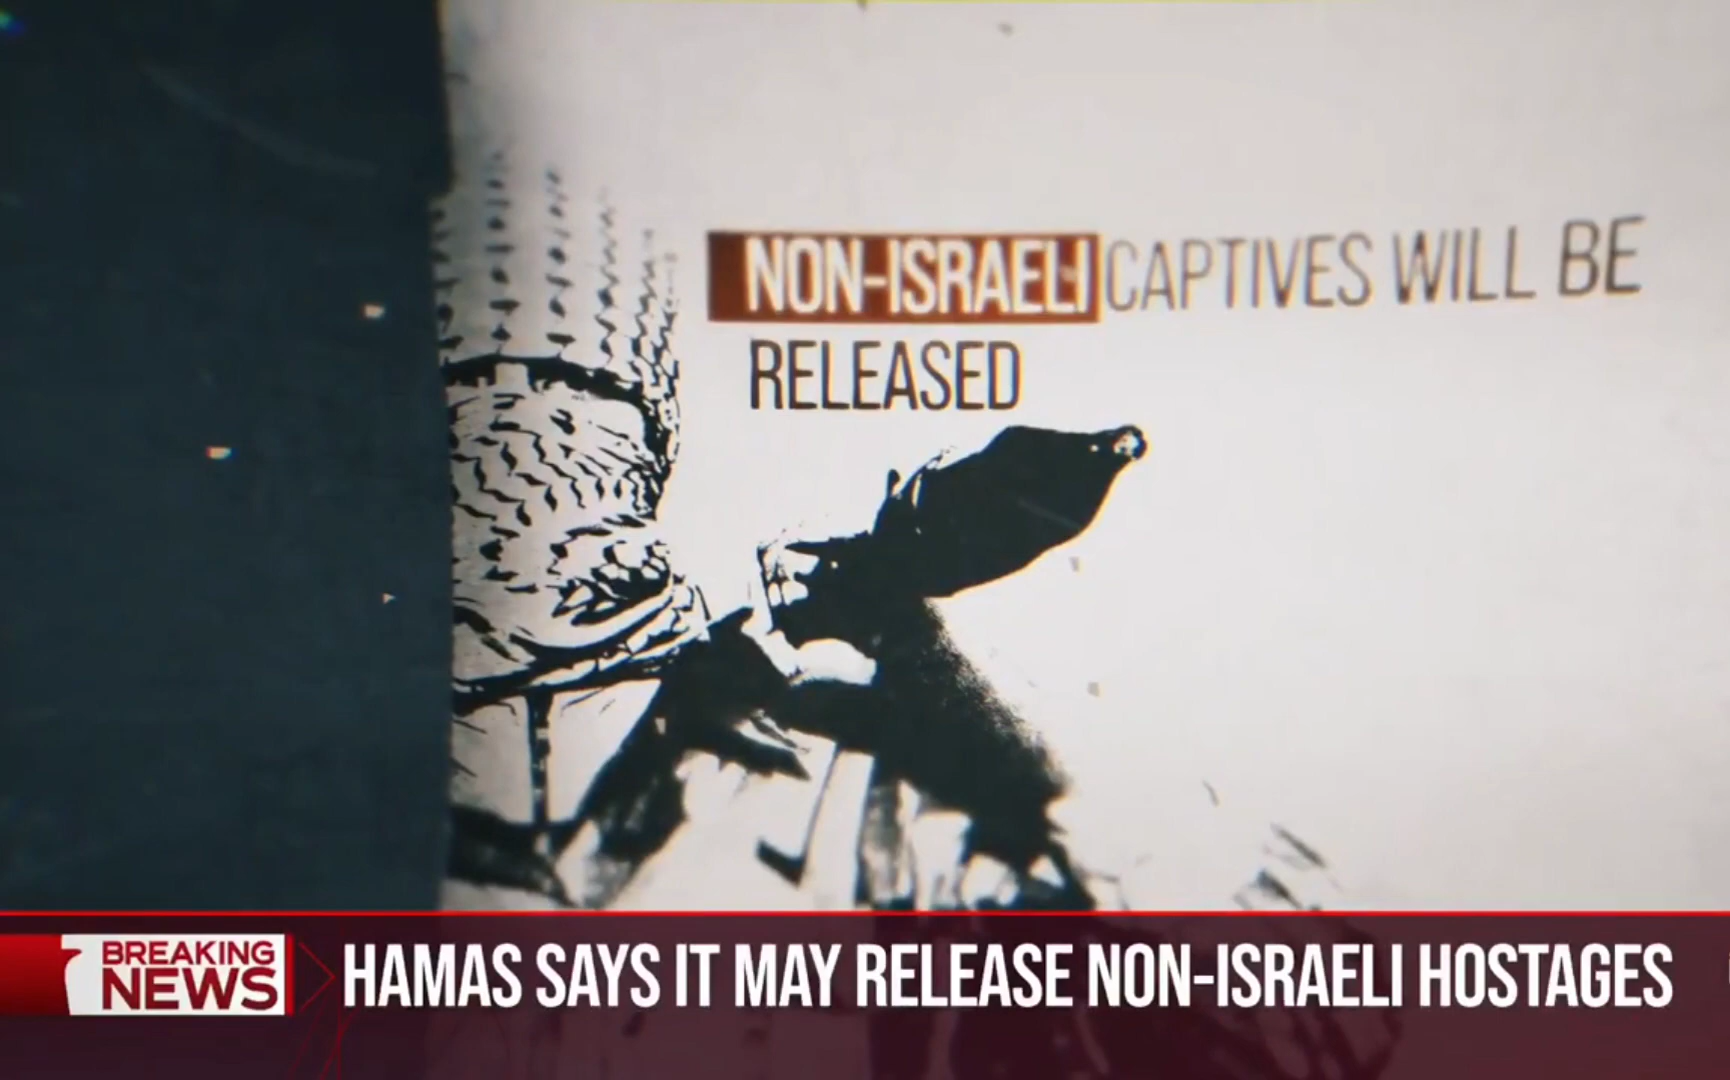 NON-ISRAELI CAPTIVES WILL BE
RELEASED
BREAKING
NEWS
HAMAS SAYS IT MAY RELEASE NON-ISRAELI HOSTAGES